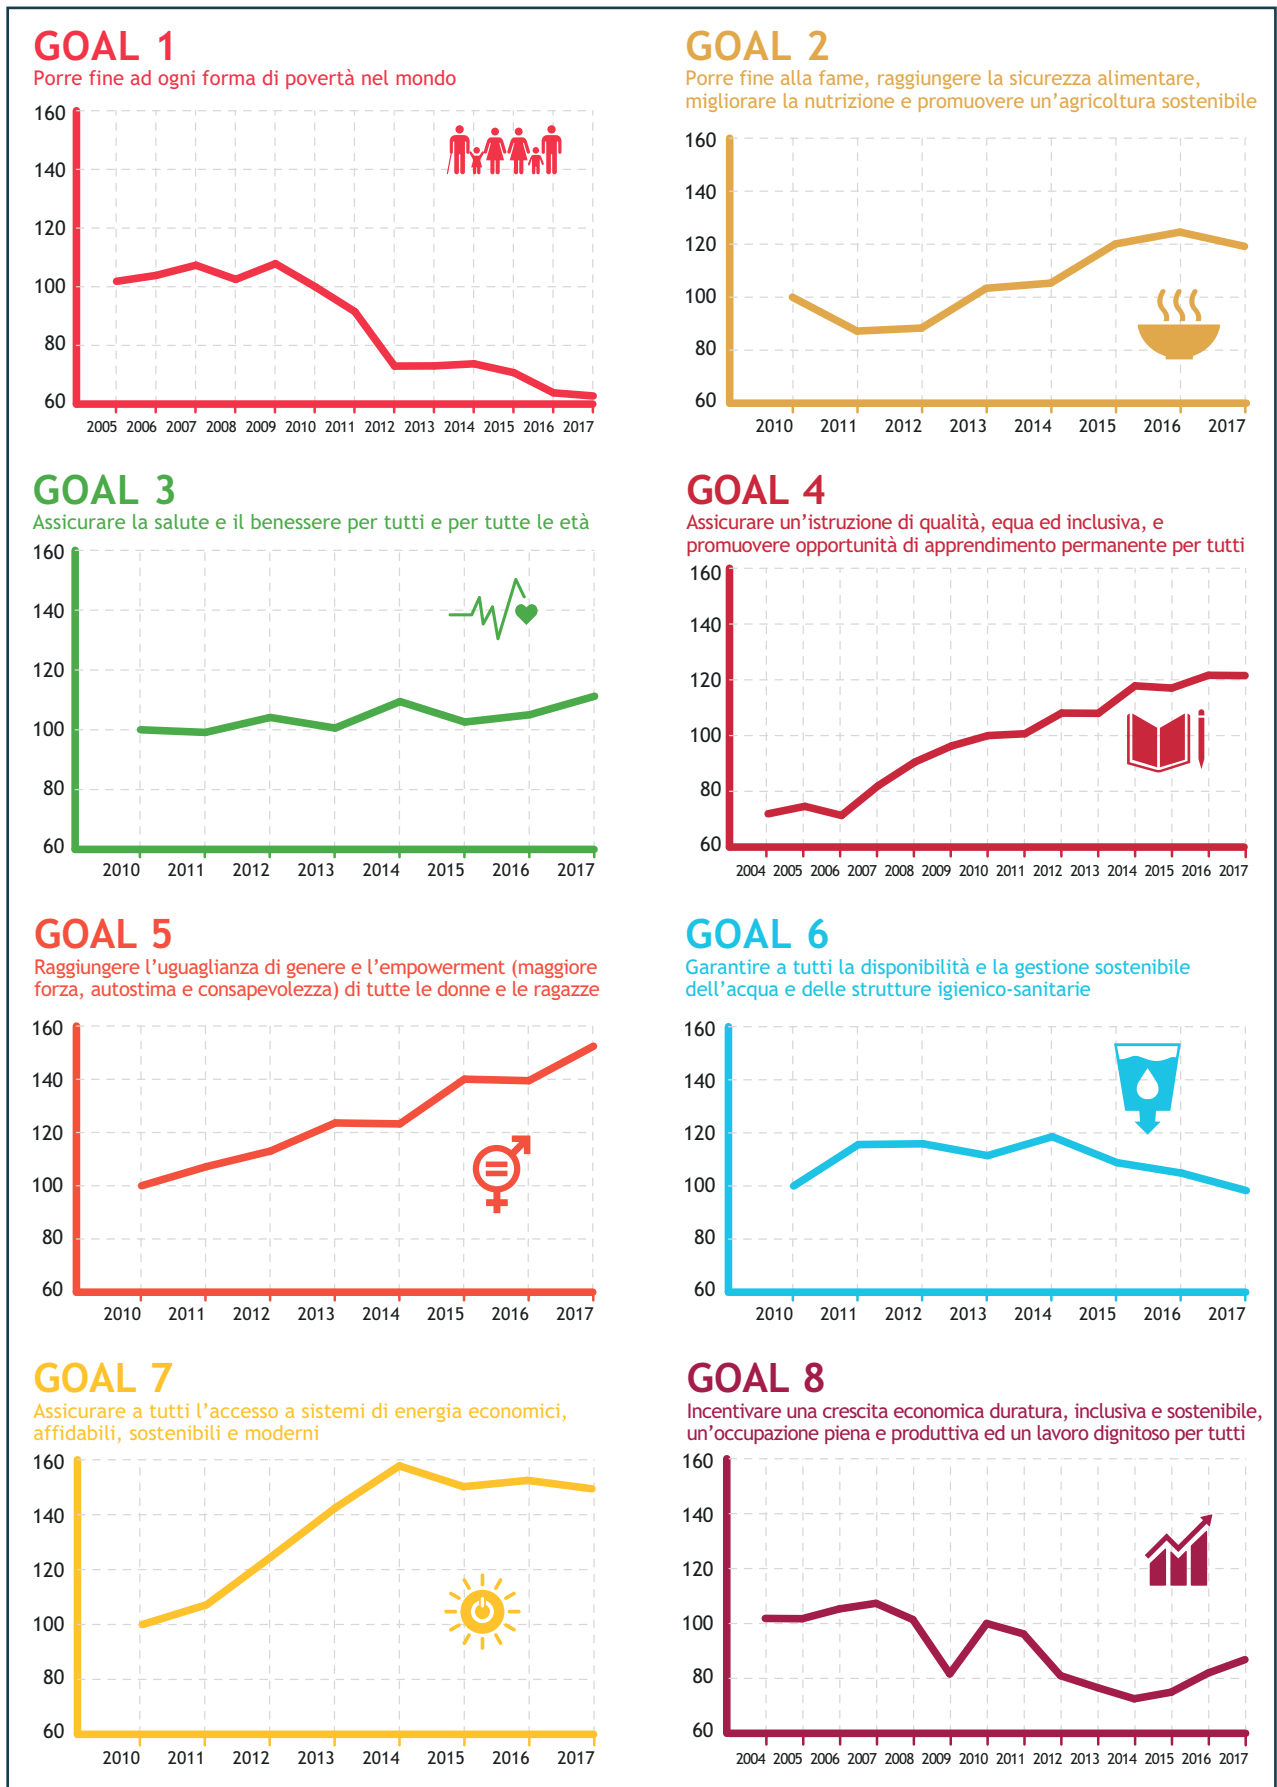 GOAL 1
Porre fine ad ogni forma di povertà nel mondo
160
140
120
100
80
60
2005 2006 2007 2008 2009 2010 2011 2012 2013 2014 2015 2016 2017
GOAL 2
Porre fine alla fame, raggiungere la sicurezza alimentare,
migliorare la nutrizione e promuovere un’agricoltura sostenibile
160
140
120
100
80
60
2010 2011 2012 2013 2014 2015 2016 2017
GOAL 3
Assicurare la salute e il benessere per tutti e per tutte le età
160
140
120
100
80
60
2010 2011 2012 2013 2014 2015 2016 2017
GOAL 4
Assicurare un’istruzione di qualità, equa ed inclusiva, e
promuovere opportunità di apprendimento permanente per tutti
160
140
120
100
80
60
2004 2005 2006 2007 2008 2009 2010 2011 2012 2013 2014 2015 2016 2017
GOAL 5
Raggiungere l’uguaglianza di genere e l’empowerment (maggiore
forza, autostima e consapevolezza) di tutte le donne e le ragazze
160
140
120
100
80
60
2010 2011 2012 2013 2014 2015 2016 2017
GOAL 6
Garantire a tutti la disponibilità e la gestione sostenibile
dell’acqua e delle strutture igienico-sanitarie
160
140
120
100
80
60
2010 2011 2012 2013 2014 2015 2016 2017
GOAL 7
Assicurare a tutti l’accesso a sistemi di energia economici,
affidabili, sostenibili e moderni
160
140
120
100
80
60
2010 2011 2012 2013 2014 2015 2016 2017
GOAL 8
Incentivare una crescita economica duratura, inclusiva e sostenibile,
un’occupazione piena e produttiva ed un lavoro dignitoso per tutti
160
140
120
100
80
60
2004 2005 2006 2007 2008 2009 2010 2011 2012 2013 2014 2015 2016 2017